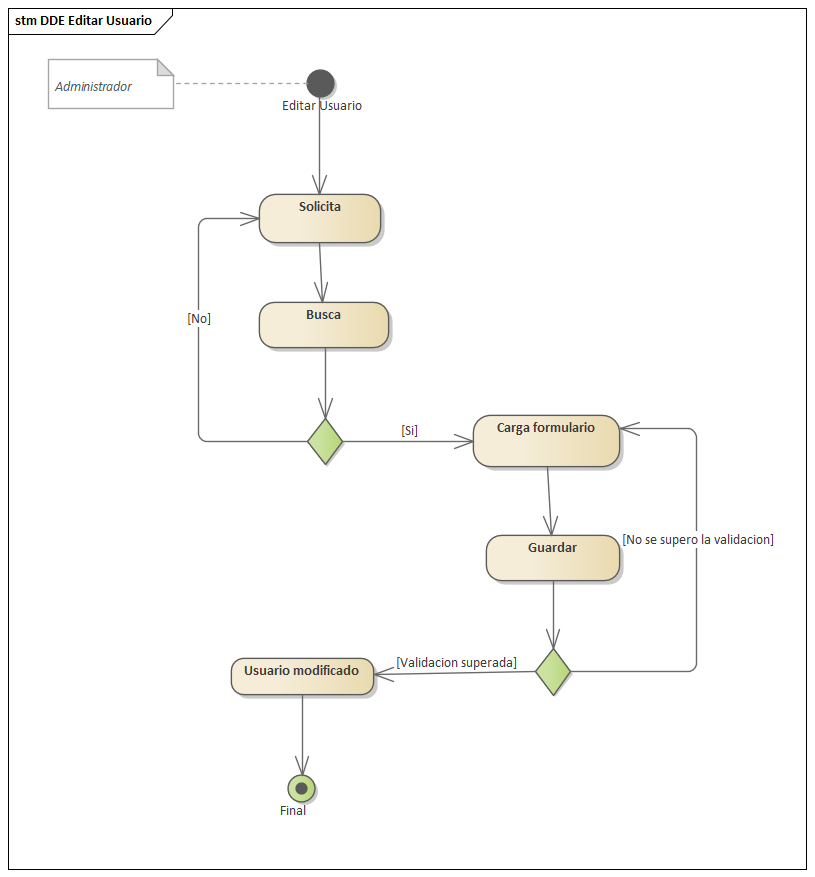 stm DDE Editar Usuario
Administrador
Editar Usuario
Solicita
Busca
[No]
[Si]
Carga formulario
Guardar
[No se supero la validacion]
[Validacion superada]
Usuario modificado
Final